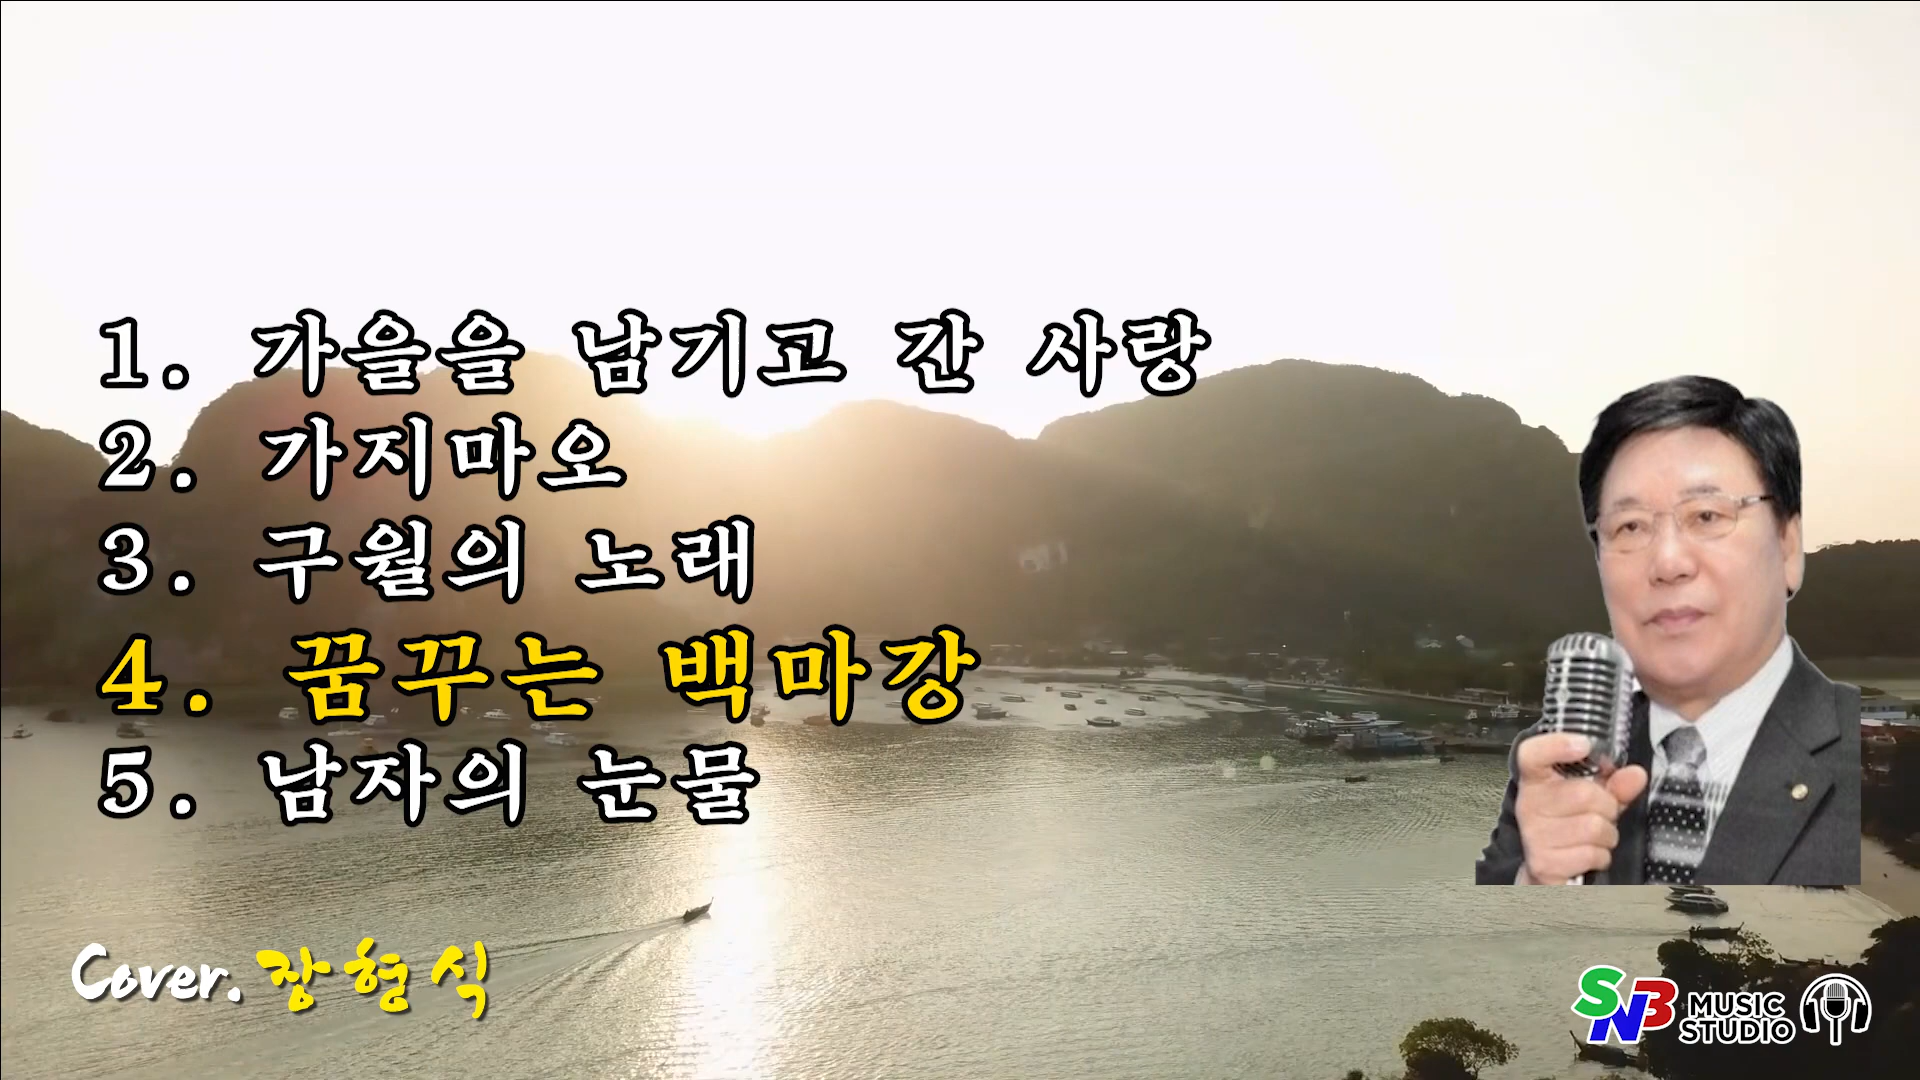 1. 가을을 남기고 간 사랑
2. 가지마오
3. 구월의 노래
4. 꿈꾸는 백마강
5. 남자의 눈물
Cover. 장현식
SNB MUSIC
STUDIO